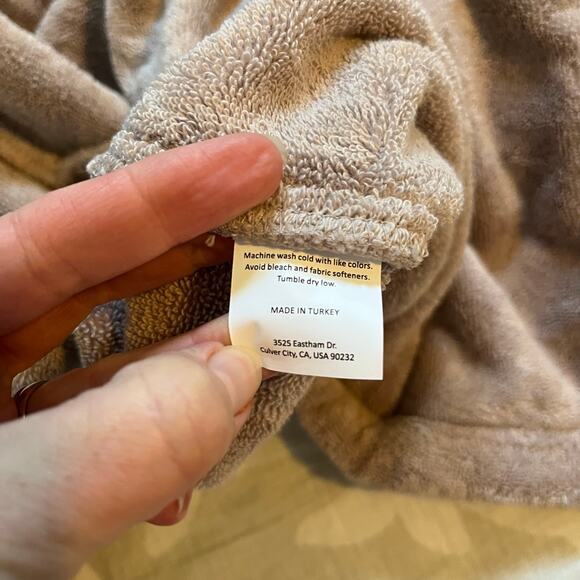 Machine wash cold with like colors.
Avoid bleach and fabric softeners.
Tumble dry low.
MADE IN TURKEY
3525 Eastham Dr.
Culver City, CA, USA 90232